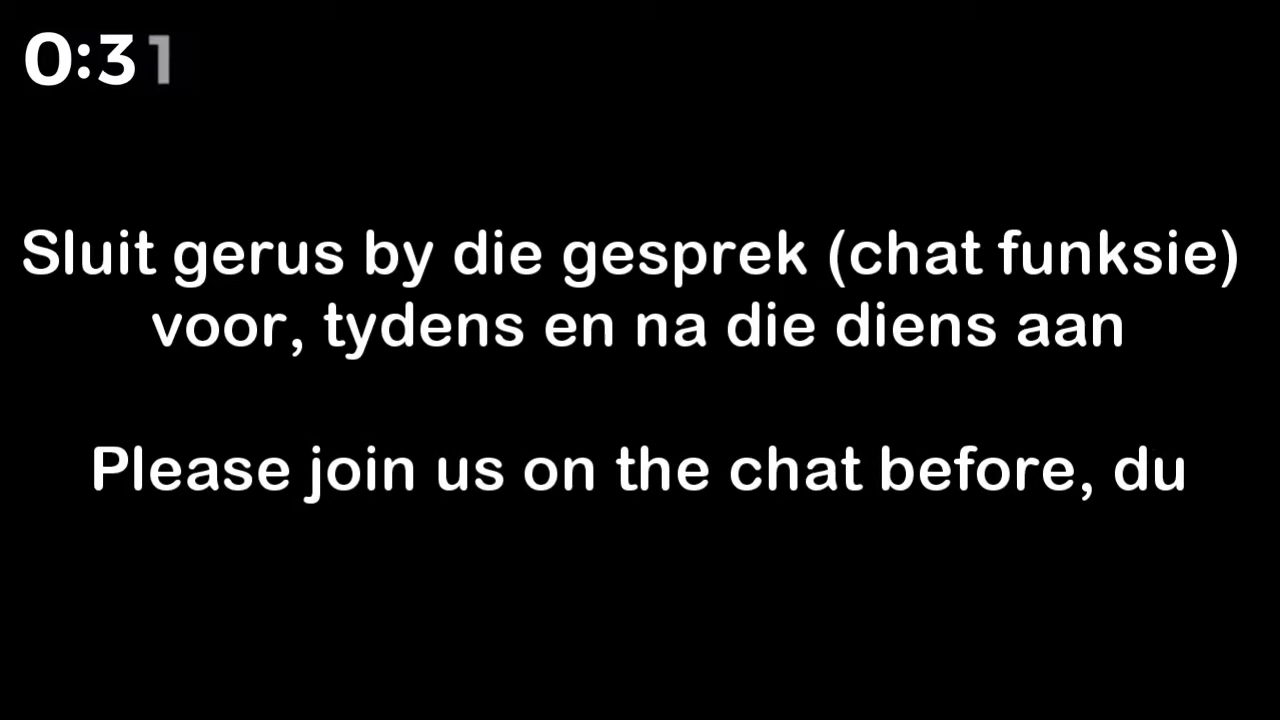 0:31
Sluit gerus by die gesprek (chat funksie)
voor, tydens en na die diens aan
Please join us on the chat before, du